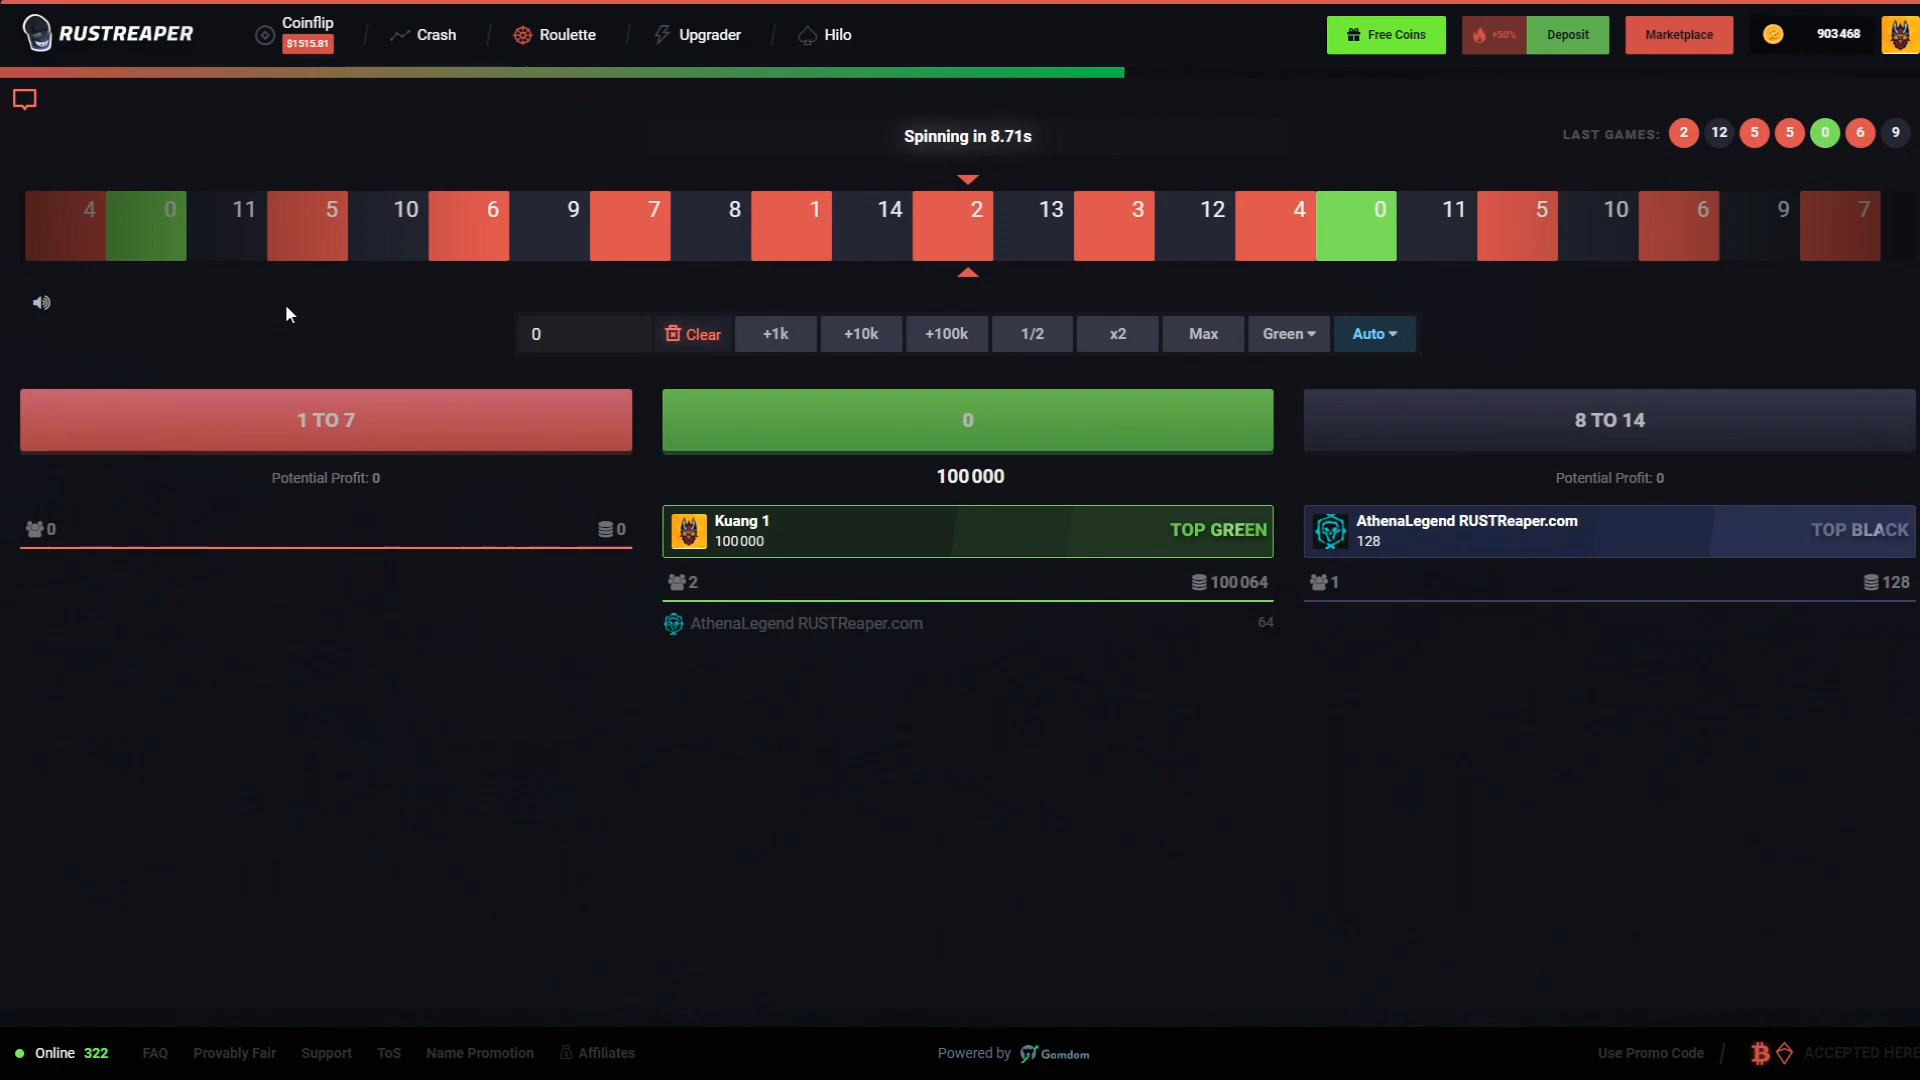 RUSTREAPER
Coinflip
$1515.81
Crash
Roulette
Upgrader
Hilo
Free Coins
+50%
Deposit
Marketplace
903468
Spinning in 8.71s
LAST GAMES: 2 12 5 5 0 6 9
4 0 11 5 10 6 9 7 8 1 14 2 13 3 12 4 0 11 5 10 6 9 7
0 Clear +1k +10k +100k 1/2 x2 Max Green Auto
1 TO 7
0
8 TO 14
Potential Profit: 0
100000
Potential Profit: 0
Kuang 1
100000
TOP GREEN
AthenaLegend RUSTReaper.com
128
TOP BLACK
0 0
2 100064
1 128
AthenaLegend RUSTReaper.com 64
Online 322 FAQ Provably Fair Support ToS Name Promotion Affiliates
Powered by Gamdom
Use Promo Code / ACCEPTED HERE